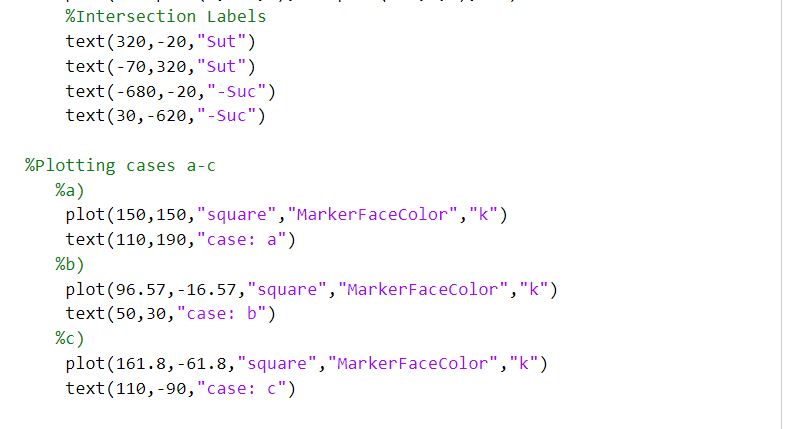 %Intersection Labels
text(320,-20,"Sut")
text(-70,320,"Sut")
text(-680,-20,"-Suc")
text(30,-620,"-Suc")
%Plotting cases a-c
%a)
plot(150,150,"square","MarkerFaceColor","k")
text(110,190,"case: a")
%b)
plot(96.57,-16.57,"square","MarkerFaceColor","k")
text(50,30,"case: b")
%c)
plot(161.8,-61.8,"square","MarkerFaceColor","k")
text(110,-90,"case: c")